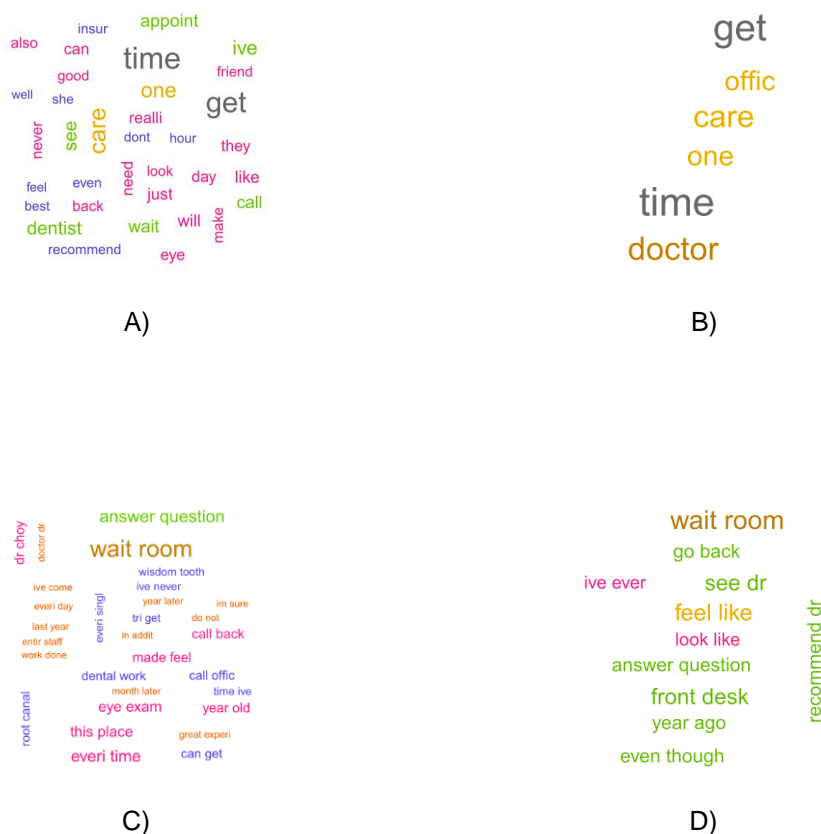 insur appoint
also can time ive
good friend
well she one get
never see care realli
dont hour they
need look day like
feel even just call
best back make
dentist wait will
recommend eye
A)
get
offic
care
one
time
doctor
B)
answer question
dr choy doctor dr wait room
wisdom tooth
ive come ive never
everi day everi singl year later im sure
last year tri get do not
entir staff in addit call back
work done made feel
dental work call offic
month later time ive
root canal eye exam year old
this place great experi
everi time can get
C)
wait room
go back
ive ever see dr
feel like
look like
answer question
recommend dr
front desk
year ago
even though
D)